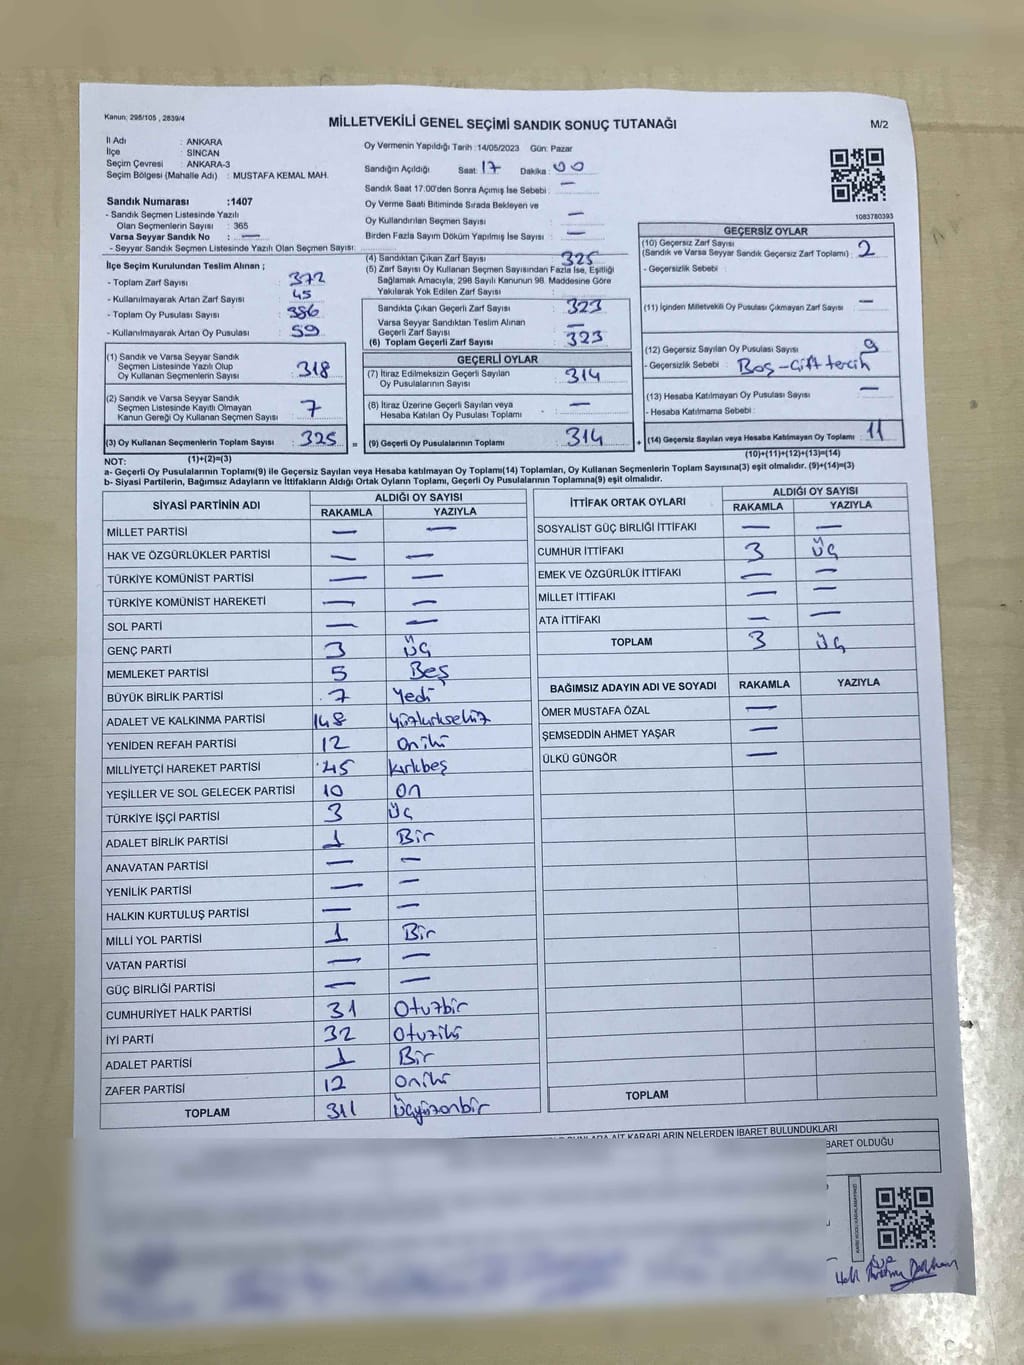 Kanun, 298/105 , 2839/4
MİLLETVEKİLİ GENEL SEÇİMİ SANDIK SONUÇ TUTANAĞI
M/2
İl Adı : ANKARA
İlçe : SİNCAN
Seçim Çevresi : ANKARA-3
Seçim Bölgesi (Mahalle Adı) : MUSTAFA KEMAL MAH.
Oy Vermenin Yapıldığı Tarih :14/05/2023 Gün: Pazar
Sandığın Açıldığı Saat: 17 Dakika: 00
Sandık Saat 17:00'den Sonra Açımış İse Sebebi : —
Oy Verme Saati Bitiminde Sırada Bekleyen ve
Oy Kullandırılan Seçmen Sayısı : —
Birden Fazla Sayım Döküm Yapılmış İse Sayısı : —
1083780393
Sandık Numarası :1407
- Sandık Seçmen Listesinde Yazılı
Olan Seçmenlerin Sayısı : 365
Varsa Seyyar Sandık No : —
- Seyyar Sandık Seçmen Listesinde Yazılı Olan Seçmen Sayısı:
İlçe Seçim Kurulundan Teslim Alınan ;
- Toplam Zarf Sayısı : 372
- Kullanılmayarak Artan Zarf Sayısı : 45
- Toplam Oy Pusulası Sayısı : 386
- Kullanılmayarak Artan Oy Pusulası : 59
(1) Sandık ve Varsa Seyyar Sandık
Seçmen Listesinde Yazılı Olup
Oy Kullanan Seçmenlerin Sayısı : 318
(2) Sandık ve Varsa Seyyar Sandık
Seçmen Listesinde Kayıtlı Olmayan
Kanun Gereği Oy Kullanan Seçmen Sayısı : 7
(3) Oy Kullanan Seçmenlerin Toplam Sayısı : 325 =
(1)+(2)=(3)
(4) Sandıktan Çıkan Zarf Sayısı 325
(5) Zarf Sayısı Oy Kullanan Seçmen Sayısından Fazla İse, Eşitliği
Sağlamak Amacıyla, 298 Sayılı Kanunun 98. Maddesine Göre
Yakılarak Yok Edilen Zarf Sayısı :
Sandıkta Çıkan Geçerli Zarf Sayısı : 323
Varsa Seyyar Sandıktan Teslim Alınan
Geçerli Zarf Sayısı : —
(6) Toplam Geçerli Zarf Sayısı : 323
GEÇERLİ OYLAR
(7) İtiraz Edilmeksizin Geçerli Sayılan
Oy Pusulalarının Sayısı : 314
(8) İtiraz Üzerine Geçerli Sayılan veya
Hesaba Katılan Oy Pusulası Toplamı : —
(9) Geçerli Oy Pusulalarının Toplamı : 314 +
GEÇERSİZ OYLAR
(10) Geçersiz Zarf Sayısı
(Sandık ve Varsa Seyyar Sandık Geçersiz Zarf Toplamı) : 2
- Geçersizlik Sebebi :
(11) İçinden Milletvekili Oy Pusulası Çıkmayan Zarf Sayısı : —
(12) Geçersiz Sayılan Oy Pusulası Sayısı : 9
- Geçersizlik Sebebi : Boş - Çift tercih
(13) Hesaba Katılmayan Oy Pusulası Sayısı : —
- Hesaba Katılmama Sebebi :
(14) Geçersiz Sayılan veya Hesaba Katılmayan Oy Toplamı : 11
(10)+(11)+(12)+(13)=(14)
NOT:
a- Geçerli Oy Pusulalarının Toplamı(9) ile Geçersiz Sayılan veya Hesaba katılmayan Oy Toplamı(14) Toplamları, Oy Kullanan Seçmenlerin Toplam Sayısına(3) eşit olmalıdır. (9)+(14)=(3)
b- Siyasi Partilerin, Bağımsız Adayların ve İttifakların Aldığı Ortak Oyların Toplamı, Geçerli Oy Pusulalarının Toplamına(9) eşit olmalıdır.
SİYASİ PARTİNİN ADI ALDIĞI OY SAYISI
RAKAMLA YAZIYLA
MİLLET PARTİSİ — —
HAK VE ÖZGÜRLÜKLER PARTİSİ — —
TÜRKİYE KOMÜNİST PARTİSİ — —
TÜRKİYE KOMÜNİST HAREKETİ — —
SOL PARTİ — —
GENÇ PARTİ 3 Üç
MEMLEKET PARTİSİ 5 Beş
BÜYÜK BİRLİK PARTİSİ 7 Yedi
ADALET VE KALKINMA PARTİSİ 148 Yüzkırksekiz
YENİDEN REFAH PARTİSİ 12 Oniki
MİLLİYETÇİ HAREKET PARTİSİ 45 Kırkbeş
YEŞİLLER VE SOL GELECEK PARTİSİ 10 On
TÜRKİYE İŞÇİ PARTİSİ 3 Üç
ADALET BİRLİK PARTİSİ 1 Bir
ANAVATAN PARTİSİ — —
YENİLİK PARTİSİ — —
HALKIN KURTULUŞ PARTİSİ — —
MİLLİ YOL PARTİSİ 1 Bir
VATAN PARTİSİ — —
GÜÇ BİRLİĞİ PARTİSİ — —
CUMHURİYET HALK PARTİSİ 31 Otuzbir
İYİ PARTİ 32 Otuziki
ADALET PARTİSİ 1 Bir
ZAFER PARTİSİ 12 Oniki
TOPLAM 311 Üçyüzonbir
İTTİFAK ORTAK OYLARI ALDIĞI OY SAYISI
RAKAMLA YAZIYLA
SOSYALİST GÜÇ BİRLİĞİ İTTİFAKI — —
CUMHUR İTTİFAKI 3 Üç
EMEK VE ÖZGÜRLÜK İTTİFAKI — —
MİLLET İTTİFAKI — —
ATA İTTİFAKI — —
TOPLAM 3 Üç
BAĞIMSIZ ADAYIN ADI VE SOYADI RAKAMLA YAZIYLA
ÖMER MUSTAFA ÖZAL —
ŞEMSEDDİN AHMET YAŞAR —
ÜLKÜ GÜNGÖR —
TOPLAM
KARARLARIN NELERDEN İBARET BULUNDUKLARI
BARET OLDUĞU